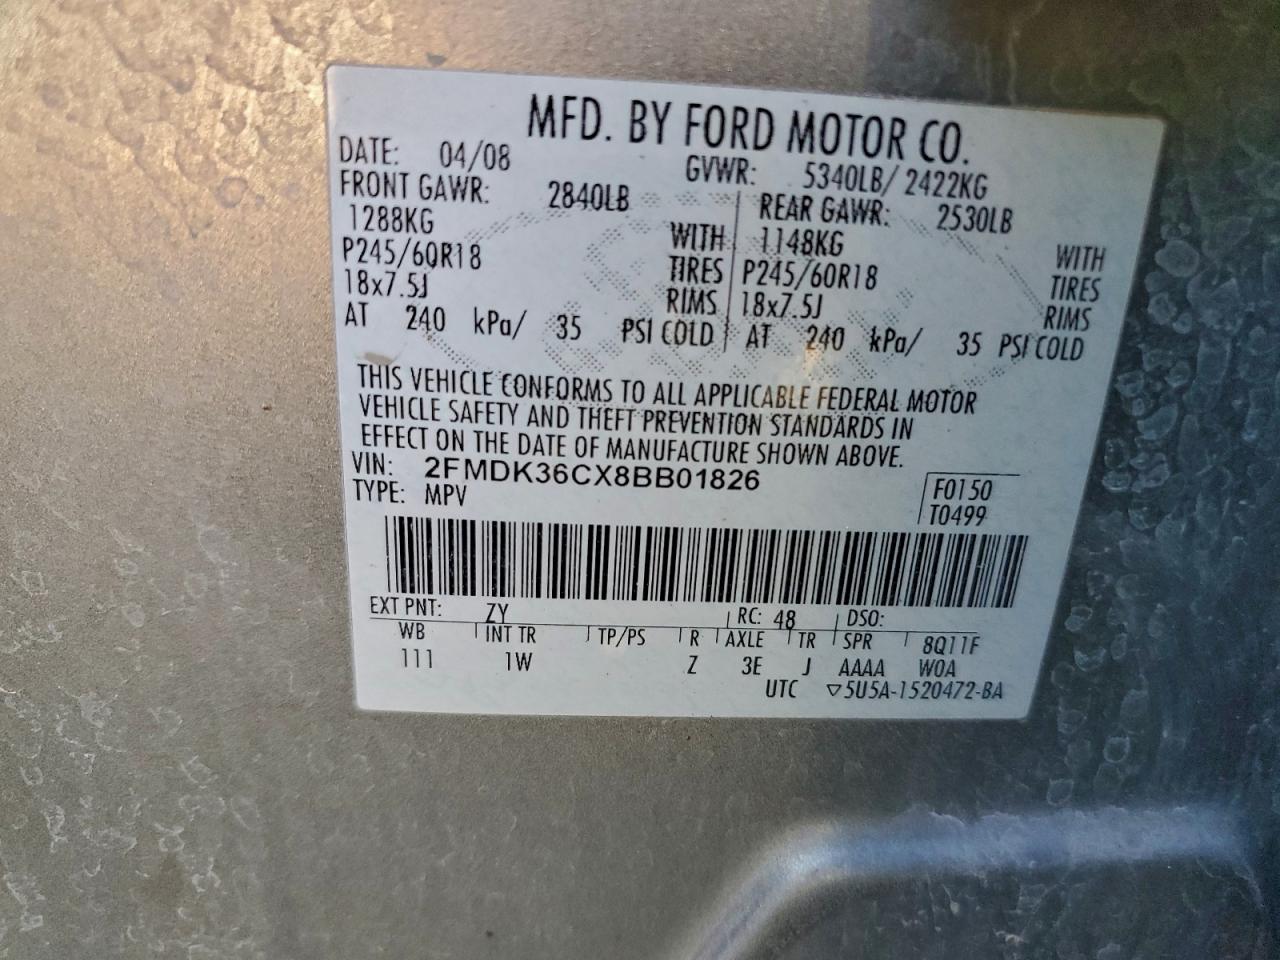 MFD. BY FORD MOTOR CO.
DATE: 04/08 GVWR: 5340LB/ 2422KG
FRONT GAWR: 2840LB REAR GAWR: 2530LB
1288KG WITH 1148KG WITH
P245/60R18 TIRES P245/60R18 TIRES
18x7.5J RIMS 18x7.5J RIMS
AT 240 kPa/ 35 PSI COLD AT 240 kPa/ 35 PSI COLD
THIS VEHICLE CONFORMS TO ALL APPLICABLE FEDERAL MOTOR
VEHICLE SAFETY AND THEFT PREVENTION STANDARDS IN
EFFECT ON THE DATE OF MANUFACTURE SHOWN ABOVE.
VIN: 2FMDK36CX8BB01826
TYPE: MPV
F0150
T0499
EXT PNT: ZY RC: 48 DSO:
WB INT TR TP/PS R AXLE TR SPR 8Q11F
111 1W Z 3E J AAAA W0A
UTC ▽5U5A-1520472-BA